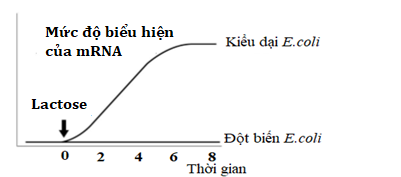 Mức độ biểu hiện
của mRNA
Kiểu dại E.coli
Lactose
Đột biến E.coli
0 2 4 6 8
Thời gian